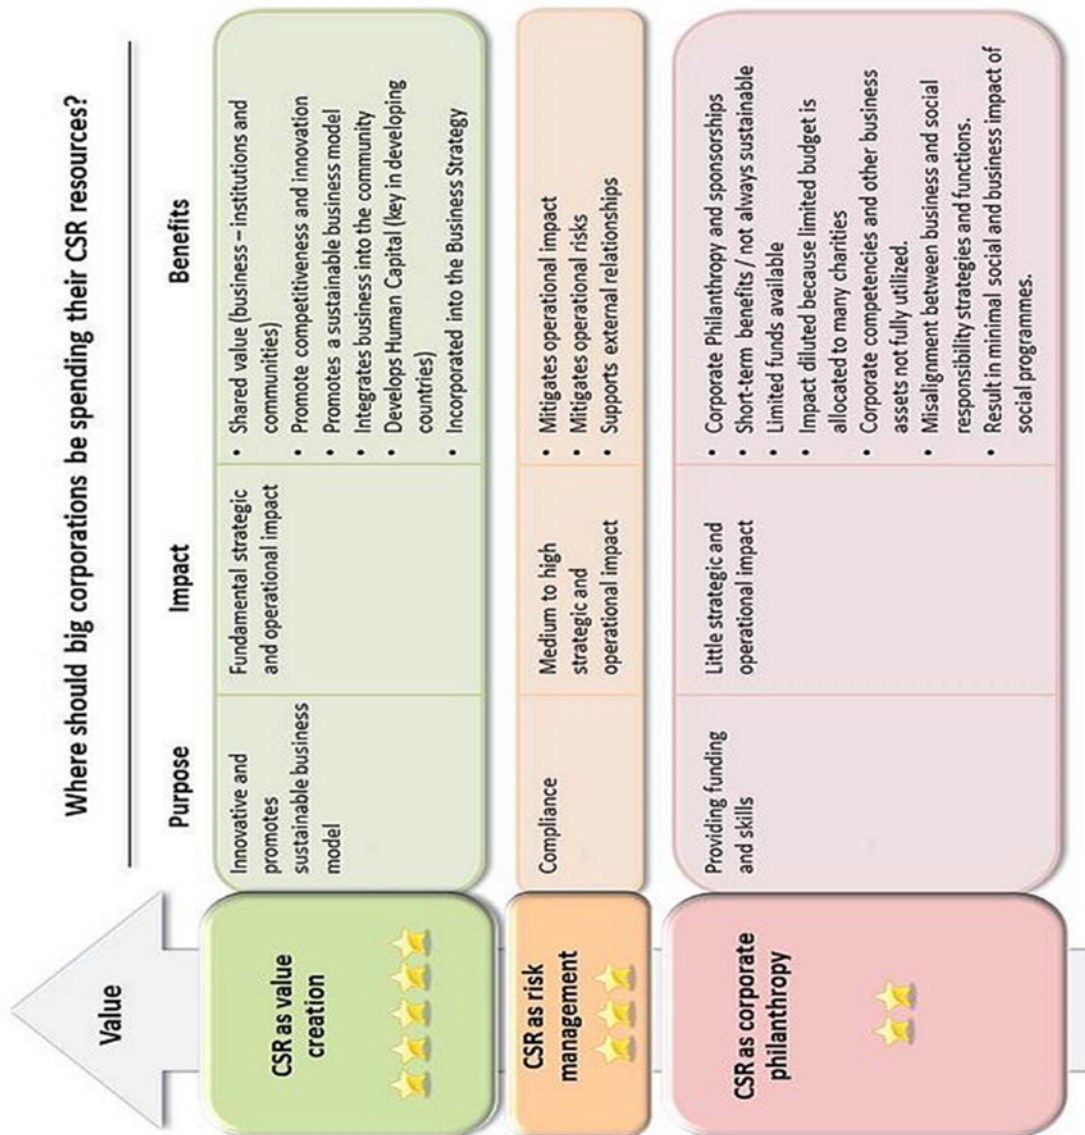 Where should big corporations be spending their CSR resources?
Value
Purpose
Impact
Benefits
CSR as value
creation
Innovative and
promotes
sustainable business
model
Fundamental strategic
and operational impact
• Shared value (business – institutions and
communities)
• Promote competitiveness and innovation
• Promotes a sustainable business model
• Integrates business into the community
• Develops Human Capital (key in developing
countries)
• Incorporated into the Business Strategy
CSR as risk
management
Compliance
Medium to high
strategic and
operational impact
• Mitigates operational impact
• Mitigates operational risks
• Supports external relationships
CSR as corporate
philanthropy
Providing funding
and skills
Little strategic and
operational impact
• Corporate Philanthropy and sponsorships
• Short-term benefits / not always sustainable
• Limited funds available
• Impact diluted because limited budget is
allocated to many charities
• Corporate competencies and other business
assets not fully utilized.
• Misalignment between business and social
responsibility strategies and functions.
• Result in minimal social and business impact of
social programmes.